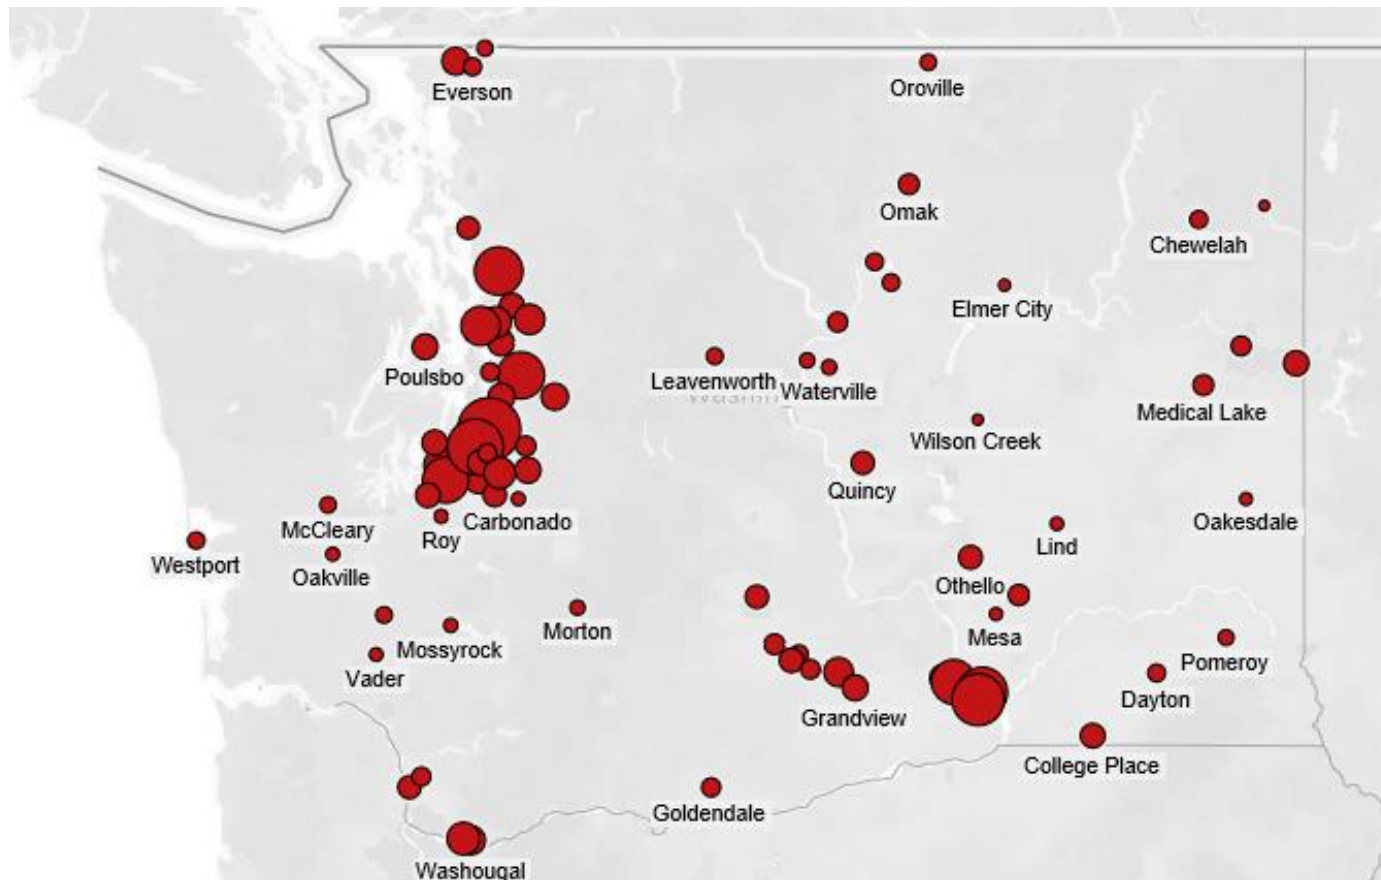 Everson
Oroville
Omak
Chewelah
Elmer City
Poulsbo
Leavenworth
Waterville
Medical Lake
Wilson Creek
Quincy
McCleary
Carbonado
Oakesdale
Roy
Lind
Westport
Oakville
Othello
Morton
Mesa
Mossyrock
Pomeroy
Vader
Dayton
Grandview
College Place
Goldendale
Washougal